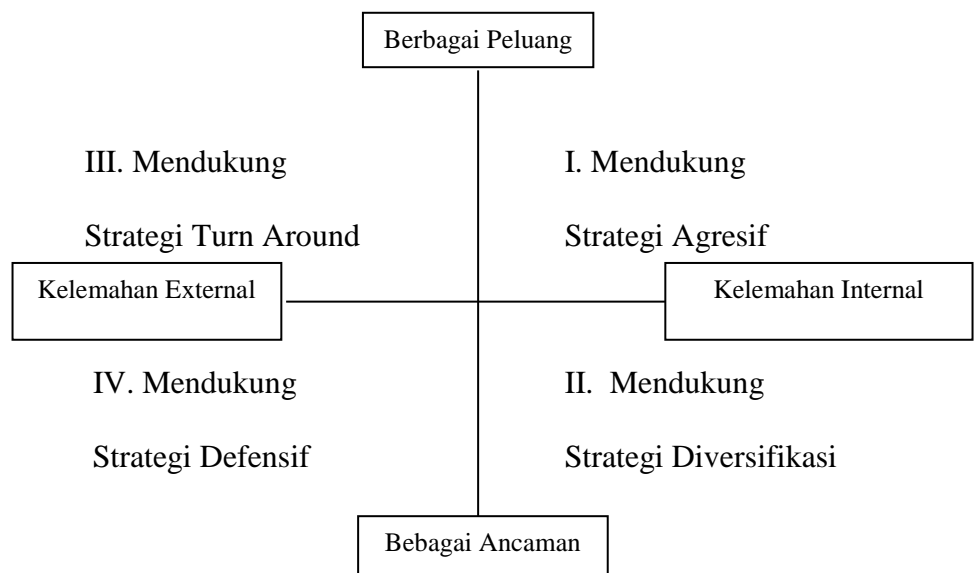 Berbagai Peluang
III. Mendukung
Strategi Turn Around
I. Mendukung
Strategi Agresif
Kelemahan External
Kelemahan Internal
IV. Mendukung
Strategi Defensif
II. Mendukung
Strategi Diversifikasi
Bebagai Ancaman